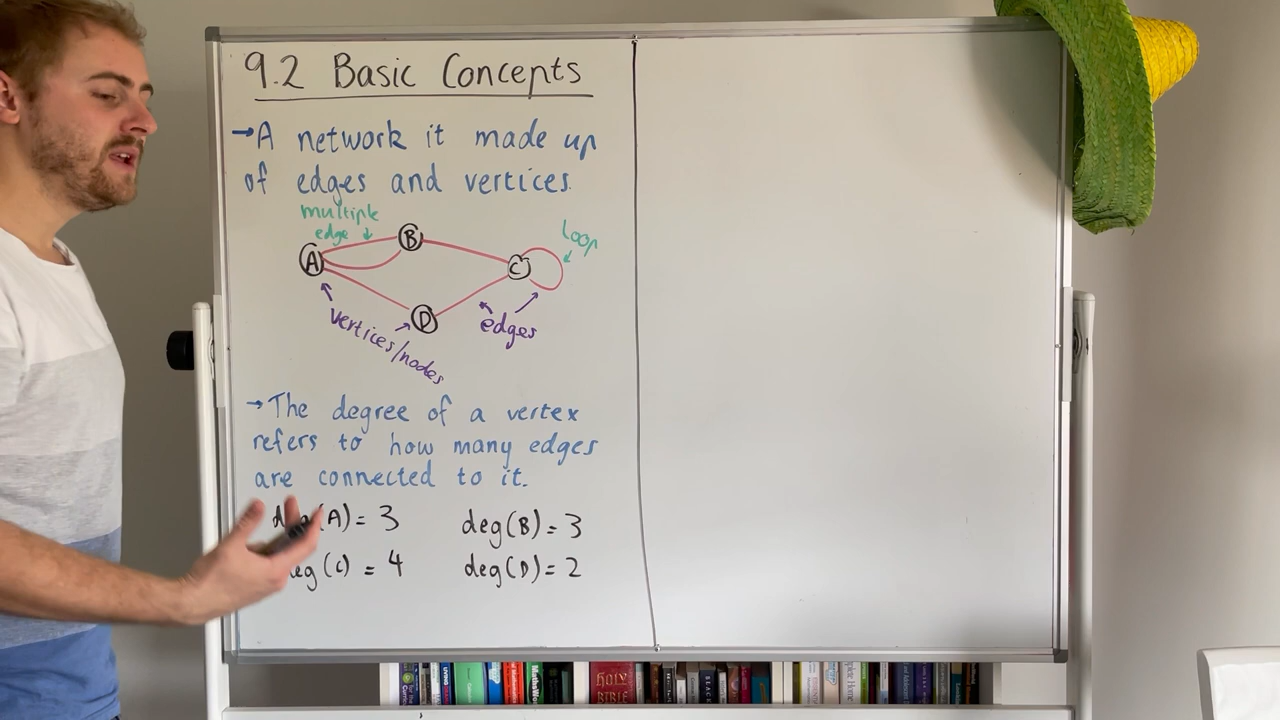 9.2 Basic Concepts
→A network it made up
of edges and vertices.
multiple
edge
A
B
C
D
loop
vertices/nodes
edges
→The degree of a vertex
refers to how many edges
are connected to it.
deg(A)= 3 deg(B)= 3
deg(C) = 4 deg(D)= 2
HOLY
BIBLE